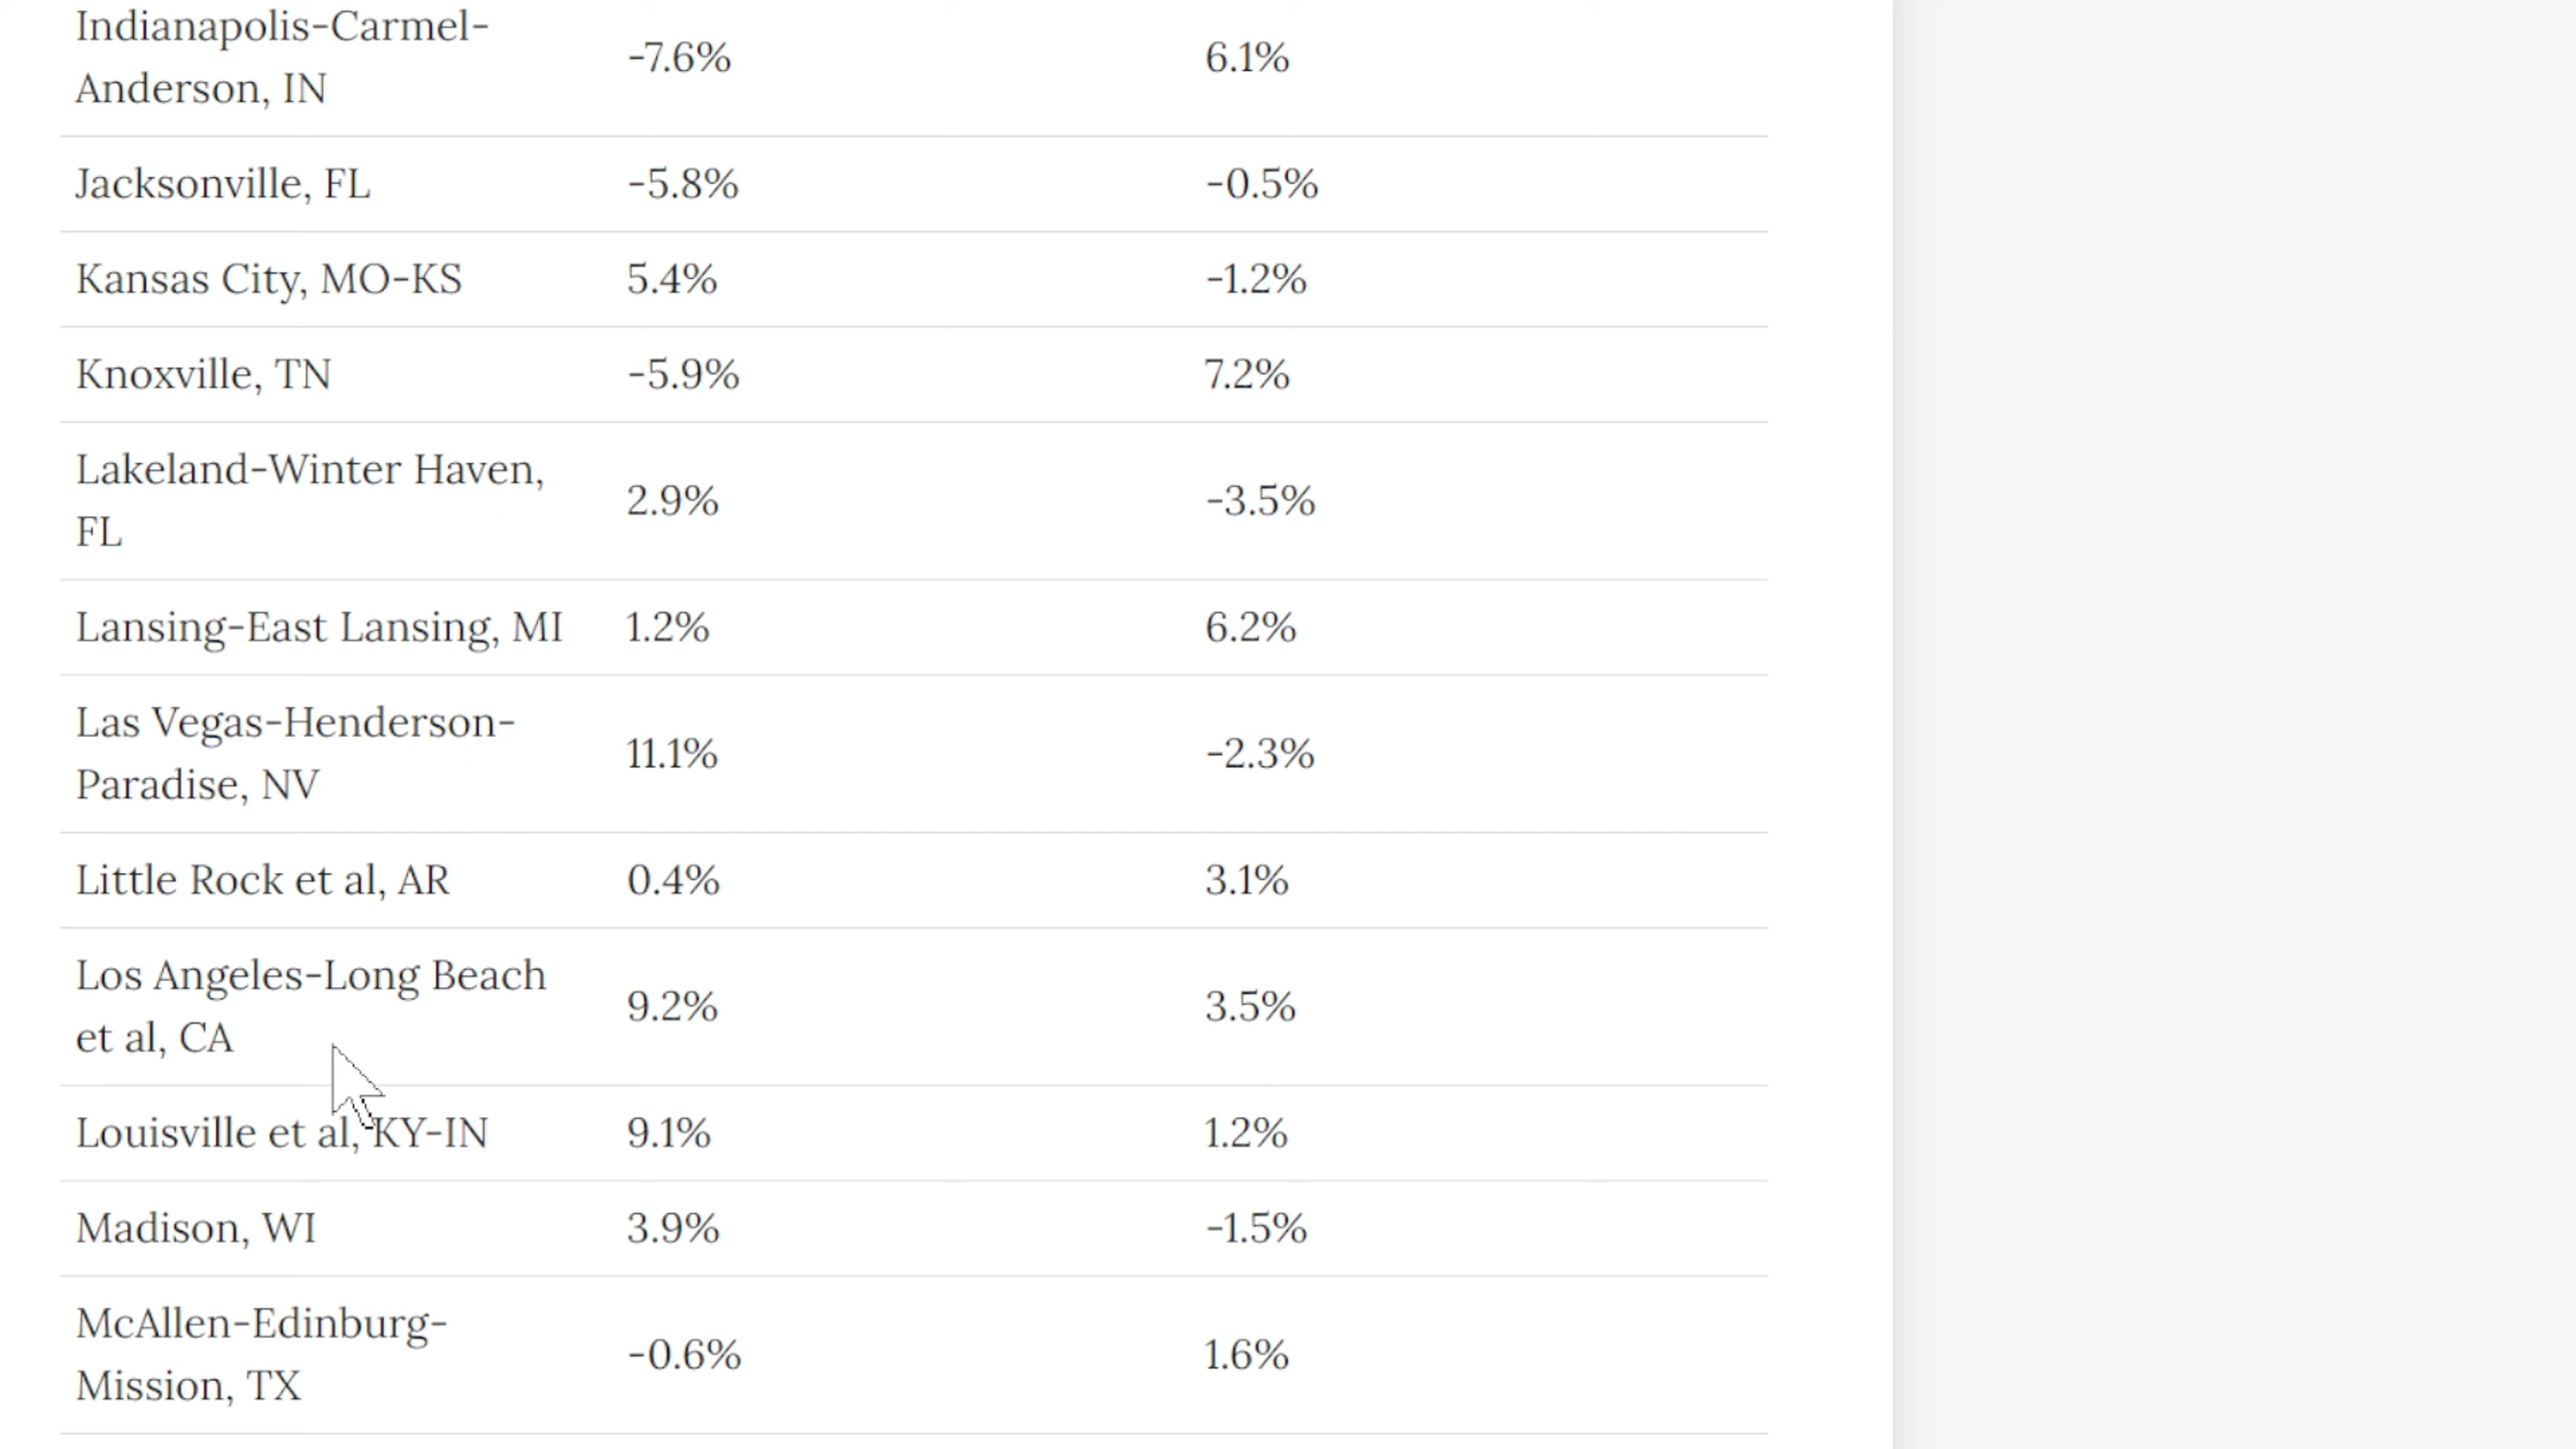 Indianapolis-Carmel-
Anderson, IN
-7.6%
6.1%
Jacksonville, FL
-5.8%
-0.5%
Kansas City, MO-KS
5.4%
-1.2%
Knoxville, TN
-5.9%
7.2%
Lakeland-Winter Haven,
FL
2.9%
-3.5%
Lansing-East Lansing, MI
1.2%
6.2%
Las Vegas-Henderson-
Paradise, NV
11.1%
-2.3%
Little Rock et al, AR
0.4%
3.1%
Los Angeles-Long Beach
et al, CA
9.2%
3.5%
Louisville et al, KY-IN
9.1%
1.2%
Madison, WI
3.9%
-1.5%
McAllen-Edinburg-
Mission, TX
-0.6%
1.6%